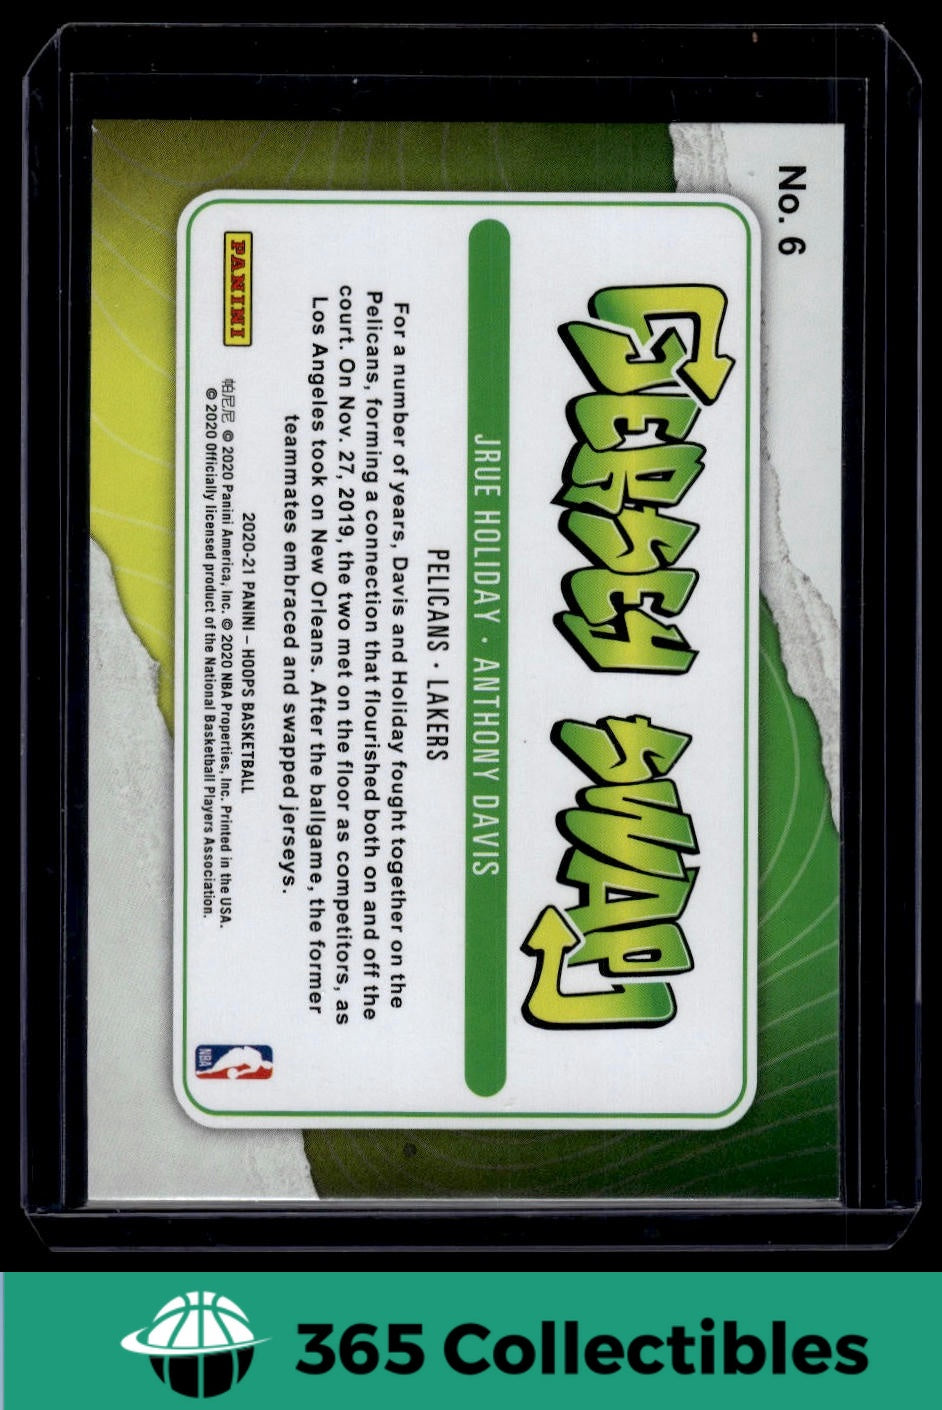 No. 6
JERSEY SWAP
JRUE HOLIDAY · ANTHONY DAVIS
PELICANS · LAKERS
For a number of years, Davis and Holiday fought together on the
Pelicans, forming a connection that flourished both on and off the
court. On Nov. 27, 2019, the two met on the floor as competitors, as
Los Angeles took on New Orleans. After the ballgame, the former
teammates embraced and swapped jerseys.
PANINI
2020-21 PANINI – HOOPS BASKETBALL
帕尼尼 © 2020 Panini America, Inc. © 2020 NBA Properties, Inc. Printed in the USA.
© 2020 Officially licensed product of the National Basketball Players Association.
NBA
365 Collectibles